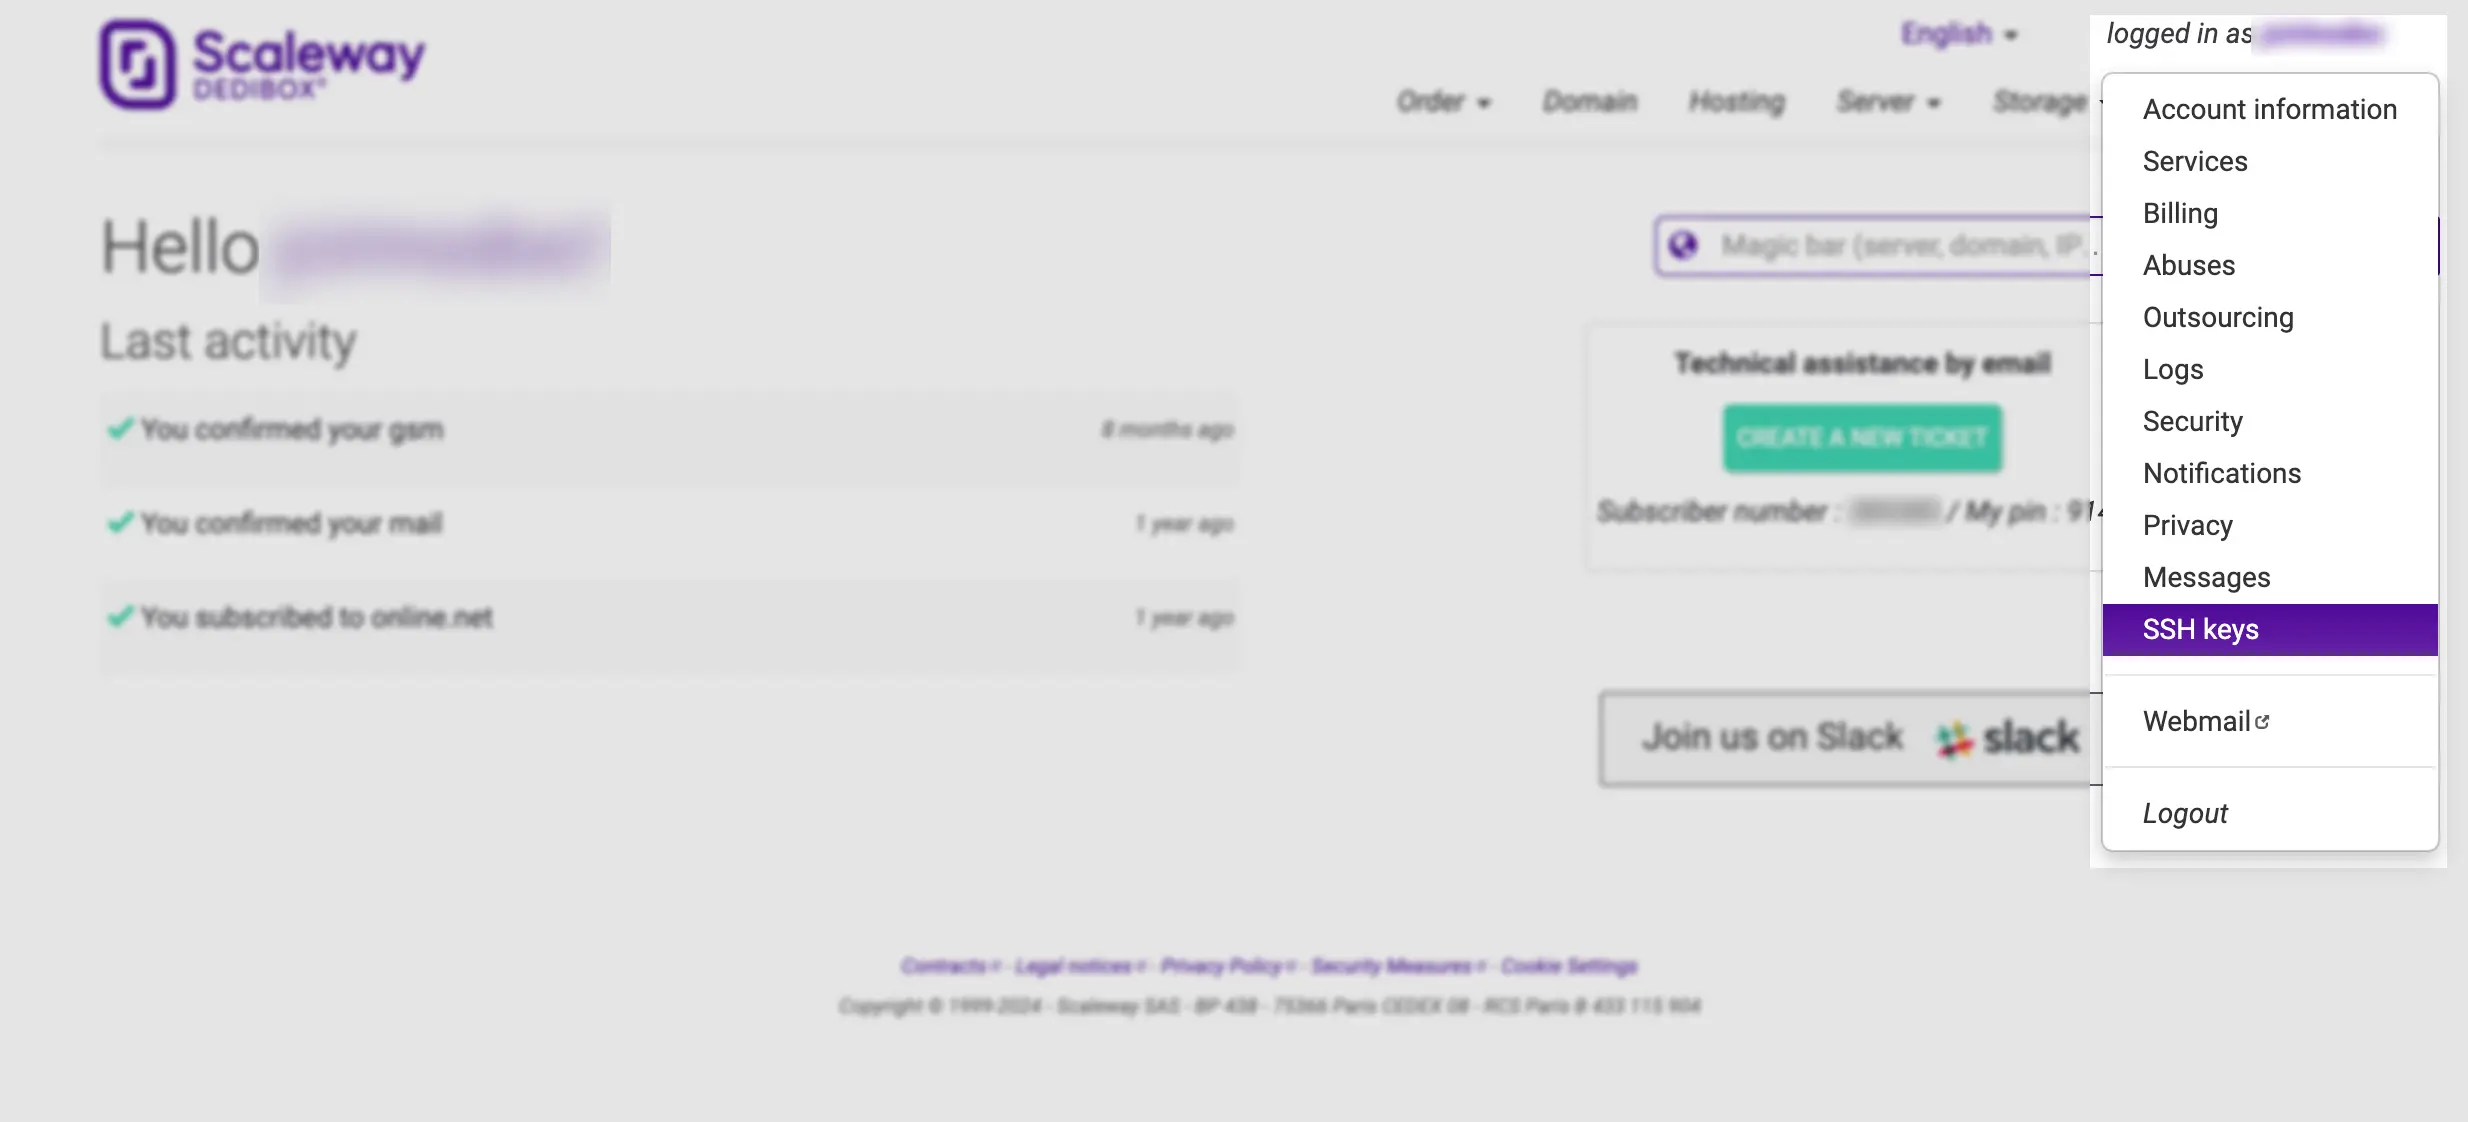 Scaleway
DEDIBOX®
English
logged in as
Order
Domain
Hosting
Server
Storage
Account information
Services
Billing
Abuses
Outsourcing
Logs
Security
Notifications
Privacy
Messages
SSH keys
Webmail
Logout
Hello
Magic bar (server, domain, IP...
Last activity
You confirmed your gsm
8 months ago
You confirmed your mail
1 year ago
You subscribed to online.net
1 year ago
Technical assistance by email
CREATE A NEW TICKET
Subscriber number : / My pin : 914
Join us on Slack slack
Contracts - Legal notices - Privacy Policy - Security Measures - Cookie Settings
Copyright © 1999-2024 - Scaleway SAS - BP 438 - 75366 Paris CEDEX 08 - RCS Paris B 433 115 904